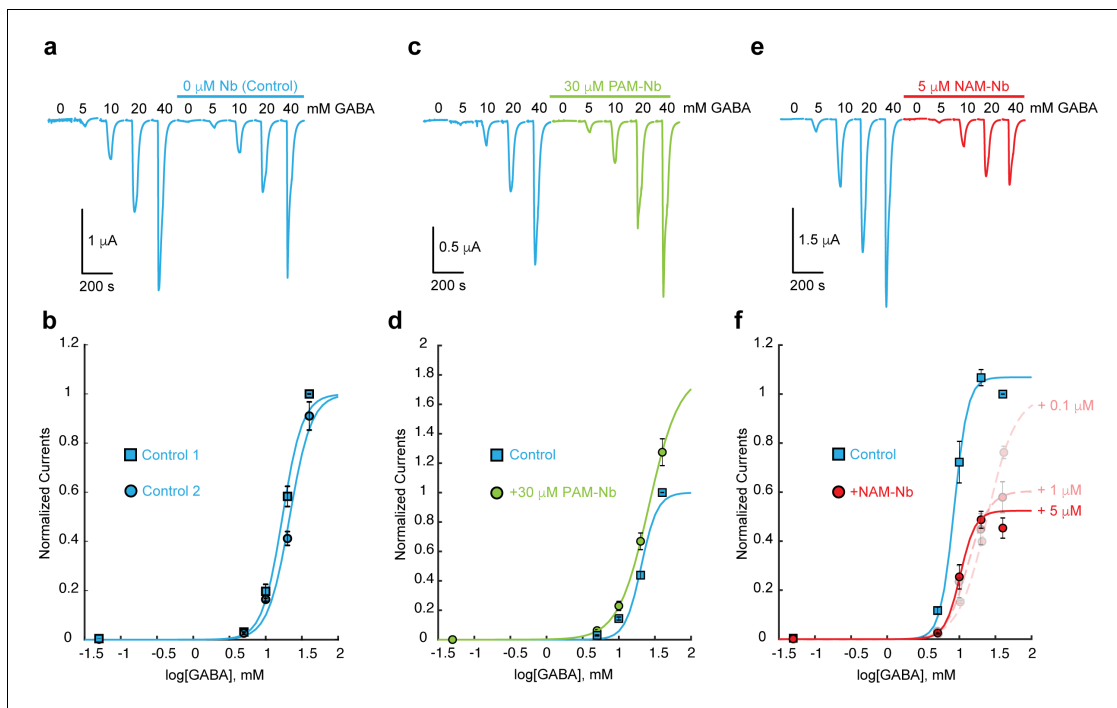 a
0 μM Nb (Control)
0 5 10 20 40 0 5 10 20 40 mM GABA
1 μA
200 s
c
30 μM PAM-Nb
0 5 10 20 40 0 5 10 20 40 mM GABA
0.5 μA
200 s
e
5 μM NAM-Nb
0 5 10 20 40 0 5 10 20 40 mM GABA
1.5 μA
200 s
b
1.2
1
0.8
0.6
0.4
0.2
0
Normalized Currents
Control 1
Control 2
-1.5 -1 -0.5 0 0.5 1.0 1.5 2
log[GABA], mM
d
2
1.8
1.6
1.4
1.2
1
0.8
0.6
0.4
0.2
0
Normalized Currents
Control
+30 μM PAM-Nb
-1.5 -1 -0.5 0 0.5 1.0 1.5 2
log[GABA], mM
f
1.2
1
0.8
0.6
0.4
0.2
0
Normalized Currents
Control
+NAM-Nb
+ 0.1 μM
+ 1 μM
+ 5 μM
-1.5 -1 -0.5 0 0.5 1.0 1.5 2
log[GABA], mM